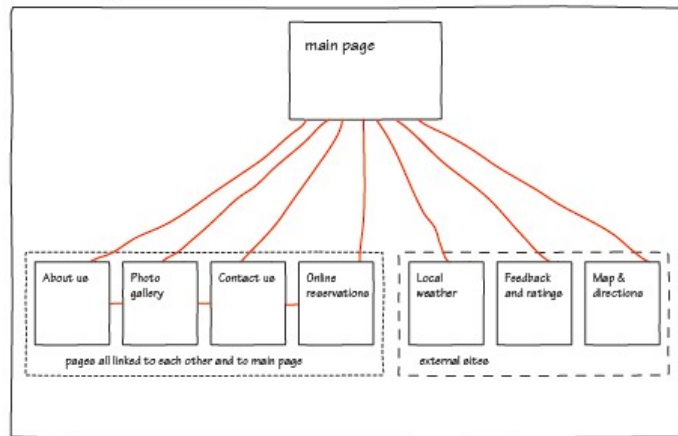 main page
About us
Photo
gallery
Contact us
Online
reservations
Local
weather
Feedback
and ratings
Map &
directions
pages all linked to each other and to main page
external sites